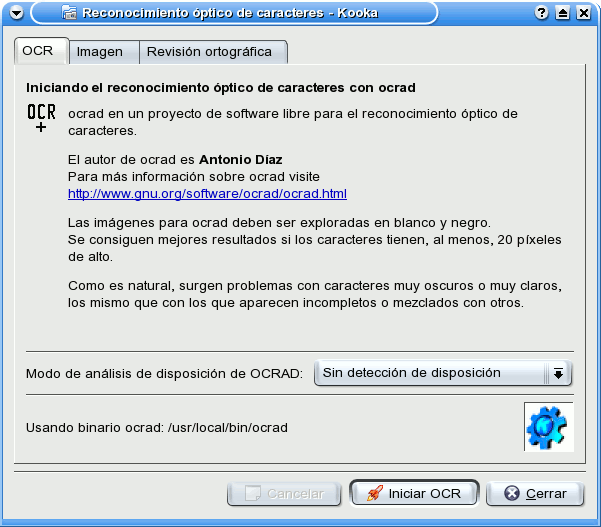 Reconocimiento óptico de caracteres - Kooka
OCR Imagen Revisión ortográfica
Iniciando el reconocimiento óptico de caracteres con ocrad
OCR
+
ocrad en un proyecto de software libre para el reconocimiento óptico de
caracteres.
El autor de ocrad es Antonio Díaz
Para más información sobre ocrad visite
http://www.gnu.org/software/ocrad/ocrad.html
Las imágenes para ocrad deben ser exploradas en blanco y negro.
Se consiguen mejores resultados si los caracteres tienen, al menos, 20 píxeles
de alto.
Como es natural, surgen problemas con caracteres muy oscuros o muy claros,
los mismo que con los que aparecen incompletos o mezclados con otros.
Modo de análisis de disposición de OCRAD: Sin detección de disposición
Usando binario ocrad: /usr/local/bin/ocrad
Cancelar Iniciar OCR Cerrar